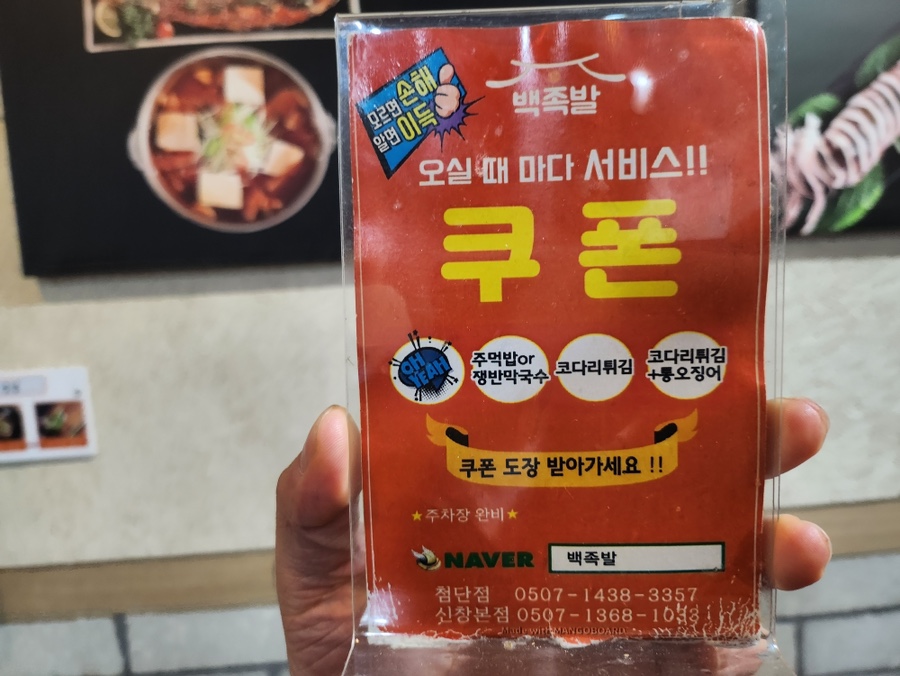 모르면 손해
알면 이득
백족발
오실 때 마다 서비스!!
쿠폰
OH YEAH
주먹밥or
쟁반막국수
코다리튀김
코다리튀김
+통오징어
쿠폰 도장 받아가세요 !!
★주차장 완비★
NAVER 백족발
첨단점 0507-1438-3357
신창본점
Made with MANGOBOARD